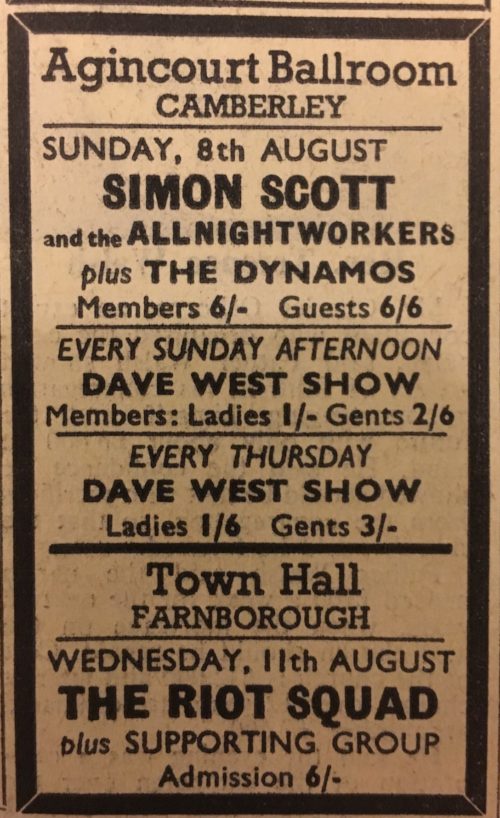 Agincourt Ballroom
CAMBERLEY
SUNDAY, 8th AUGUST
SIMON SCOTT
and the ALLNIGHTWORKERS
plus THE DYNAMOS
Members 6/- Guests 6/6
EVERY SUNDAY AFTERNOON
DAVE WEST SHOW
Members: Ladies 1/- Gents 2/6
EVERY THURSDAY
DAVE WEST SHOW
Ladies 1/6 Gents 3/-
Town Hall
FARNBOROUGH
WEDNESDAY, 11th AUGUST
THE RIOT SQUAD
plus SUPPORTING GROUP
Admission 6/-